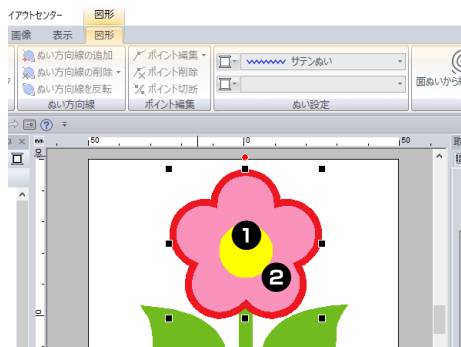 イアウトセンター 図形
画像 表示 図形
ぬい方向線の追加 ポイント編集 サテンぬい
ぬい方向線の削除 ポイント削除
ぬい方向線を反転 ポイント切断 面ぬいから
ぬい方向線 ポイント編集 ぬい設定
mm 50 0 50
1
2
0